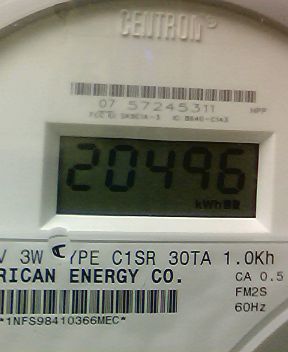 CENTRON®
07 57245311
20496
kWh
V 3W /PE C1SR 30TA 1.0Kh
RICAN ENERGY CO.
CA 0.5
FM2S
60Hz
*1NFS98410366MEC*